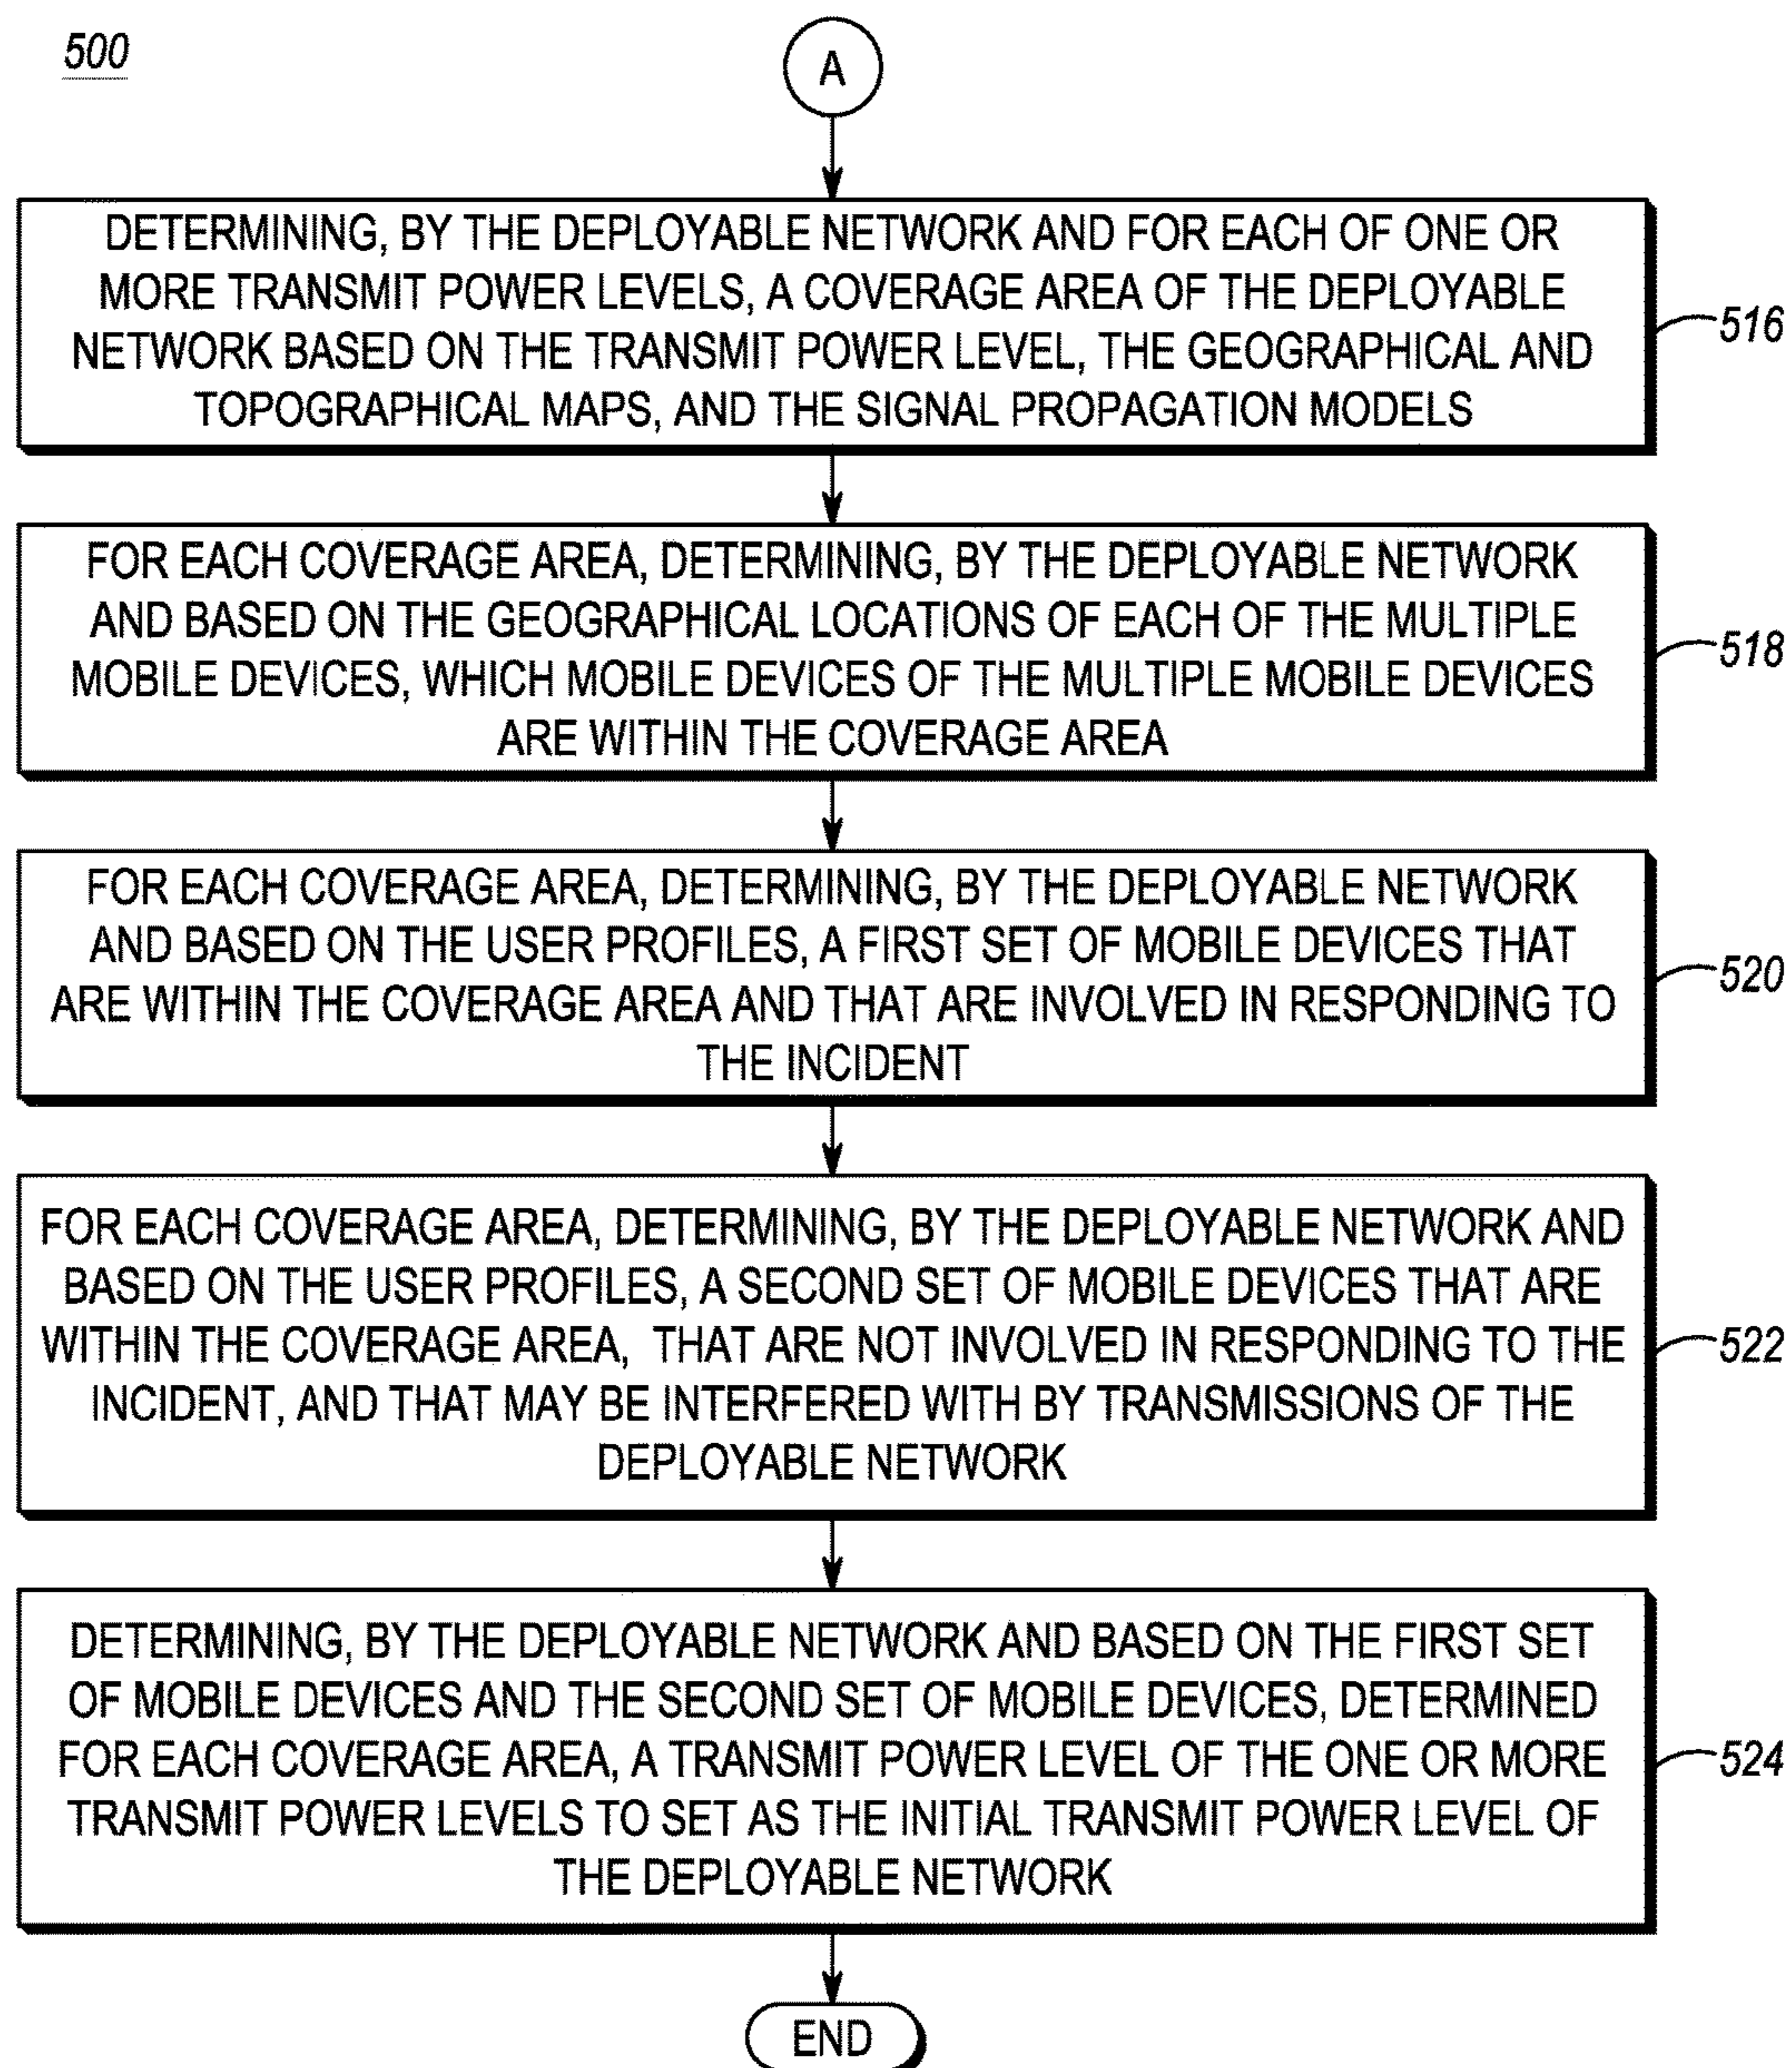 500
A
DETERMINING, BY THE DEPLOYABLE NETWORK AND FOR EACH OF ONE OR
MORE TRANSMIT POWER LEVELS, A COVERAGE AREA OF THE DEPLOYABLE
NETWORK BASED ON THE TRANSMIT POWER LEVEL, THE GEOGRAPHICAL AND
TOPOGRAPHICAL MAPS, AND THE SIGNAL PROPAGATION MODELS
516
FOR EACH COVERAGE AREA, DETERMINING, BY THE DEPLOYABLE NETWORK
AND BASED ON THE GEOGRAPHICAL LOCATIONS OF EACH OF THE MULTIPLE
MOBILE DEVICES, WHICH MOBILE DEVICES OF THE MULTIPLE MOBILE DEVICES
ARE WITHIN THE COVERAGE AREA
518
FOR EACH COVERAGE AREA, DETERMINING, BY THE DEPLOYABLE NETWORK
AND BASED ON THE USER PROFILES, A FIRST SET OF MOBILE DEVICES THAT
ARE WITHIN THE COVERAGE AREA AND THAT ARE INVOLVED IN RESPONDING TO
THE INCIDENT
520
FOR EACH COVERAGE AREA, DETERMINING, BY THE DEPLOYABLE NETWORK AND
BASED ON THE USER PROFILES, A SECOND SET OF MOBILE DEVICES THAT ARE
WITHIN THE COVERAGE AREA, THAT ARE NOT INVOLVED IN RESPONDING TO THE
INCIDENT, AND THAT MAY BE INTERFERED WITH BY TRANSMISSIONS OF THE
DEPLOYABLE NETWORK
522
DETERMINING, BY THE DEPLOYABLE NETWORK AND BASED ON THE FIRST SET
OF MOBILE DEVICES AND THE SECOND SET OF MOBILE DEVICES, DETERMINED
FOR EACH COVERAGE AREA, A TRANSMIT POWER LEVEL OF THE ONE OR MORE
TRANSMIT POWER LEVELS TO SET AS THE INITIAL TRANSMIT POWER LEVEL OF
THE DEPLOYABLE NETWORK
524
END